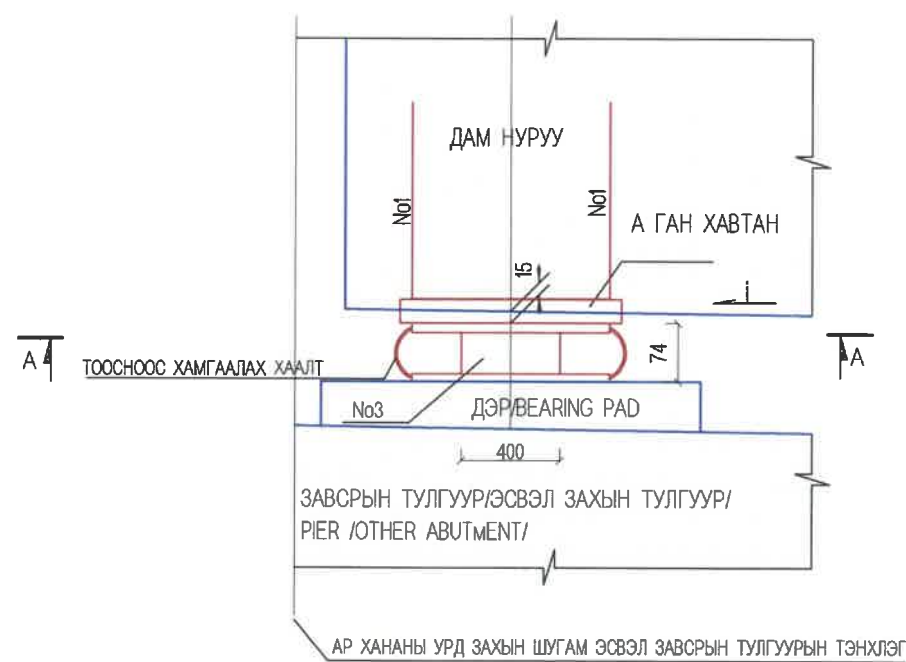 ДАМ НУРУУ
No1
No1
А ГАН ХАВТАН
15
i
А
А
ТООСНООС ХАМГААЛАХ ХААЛТ
74
No3
ДЭР/BEARING PAD
400
ЗАВСРЫН ТУЛГУУР/ЭСВЭЛ ЗАХЫН ТУЛГУУР/
PIER /OTHER ABUTMENT/
АР ХАНАНЫ УРД ЗАХЫН ШУГАМ ЭСВЭЛ ЗАВСРЫН ТУЛГУУРЫН ТЭНХЛЭГ